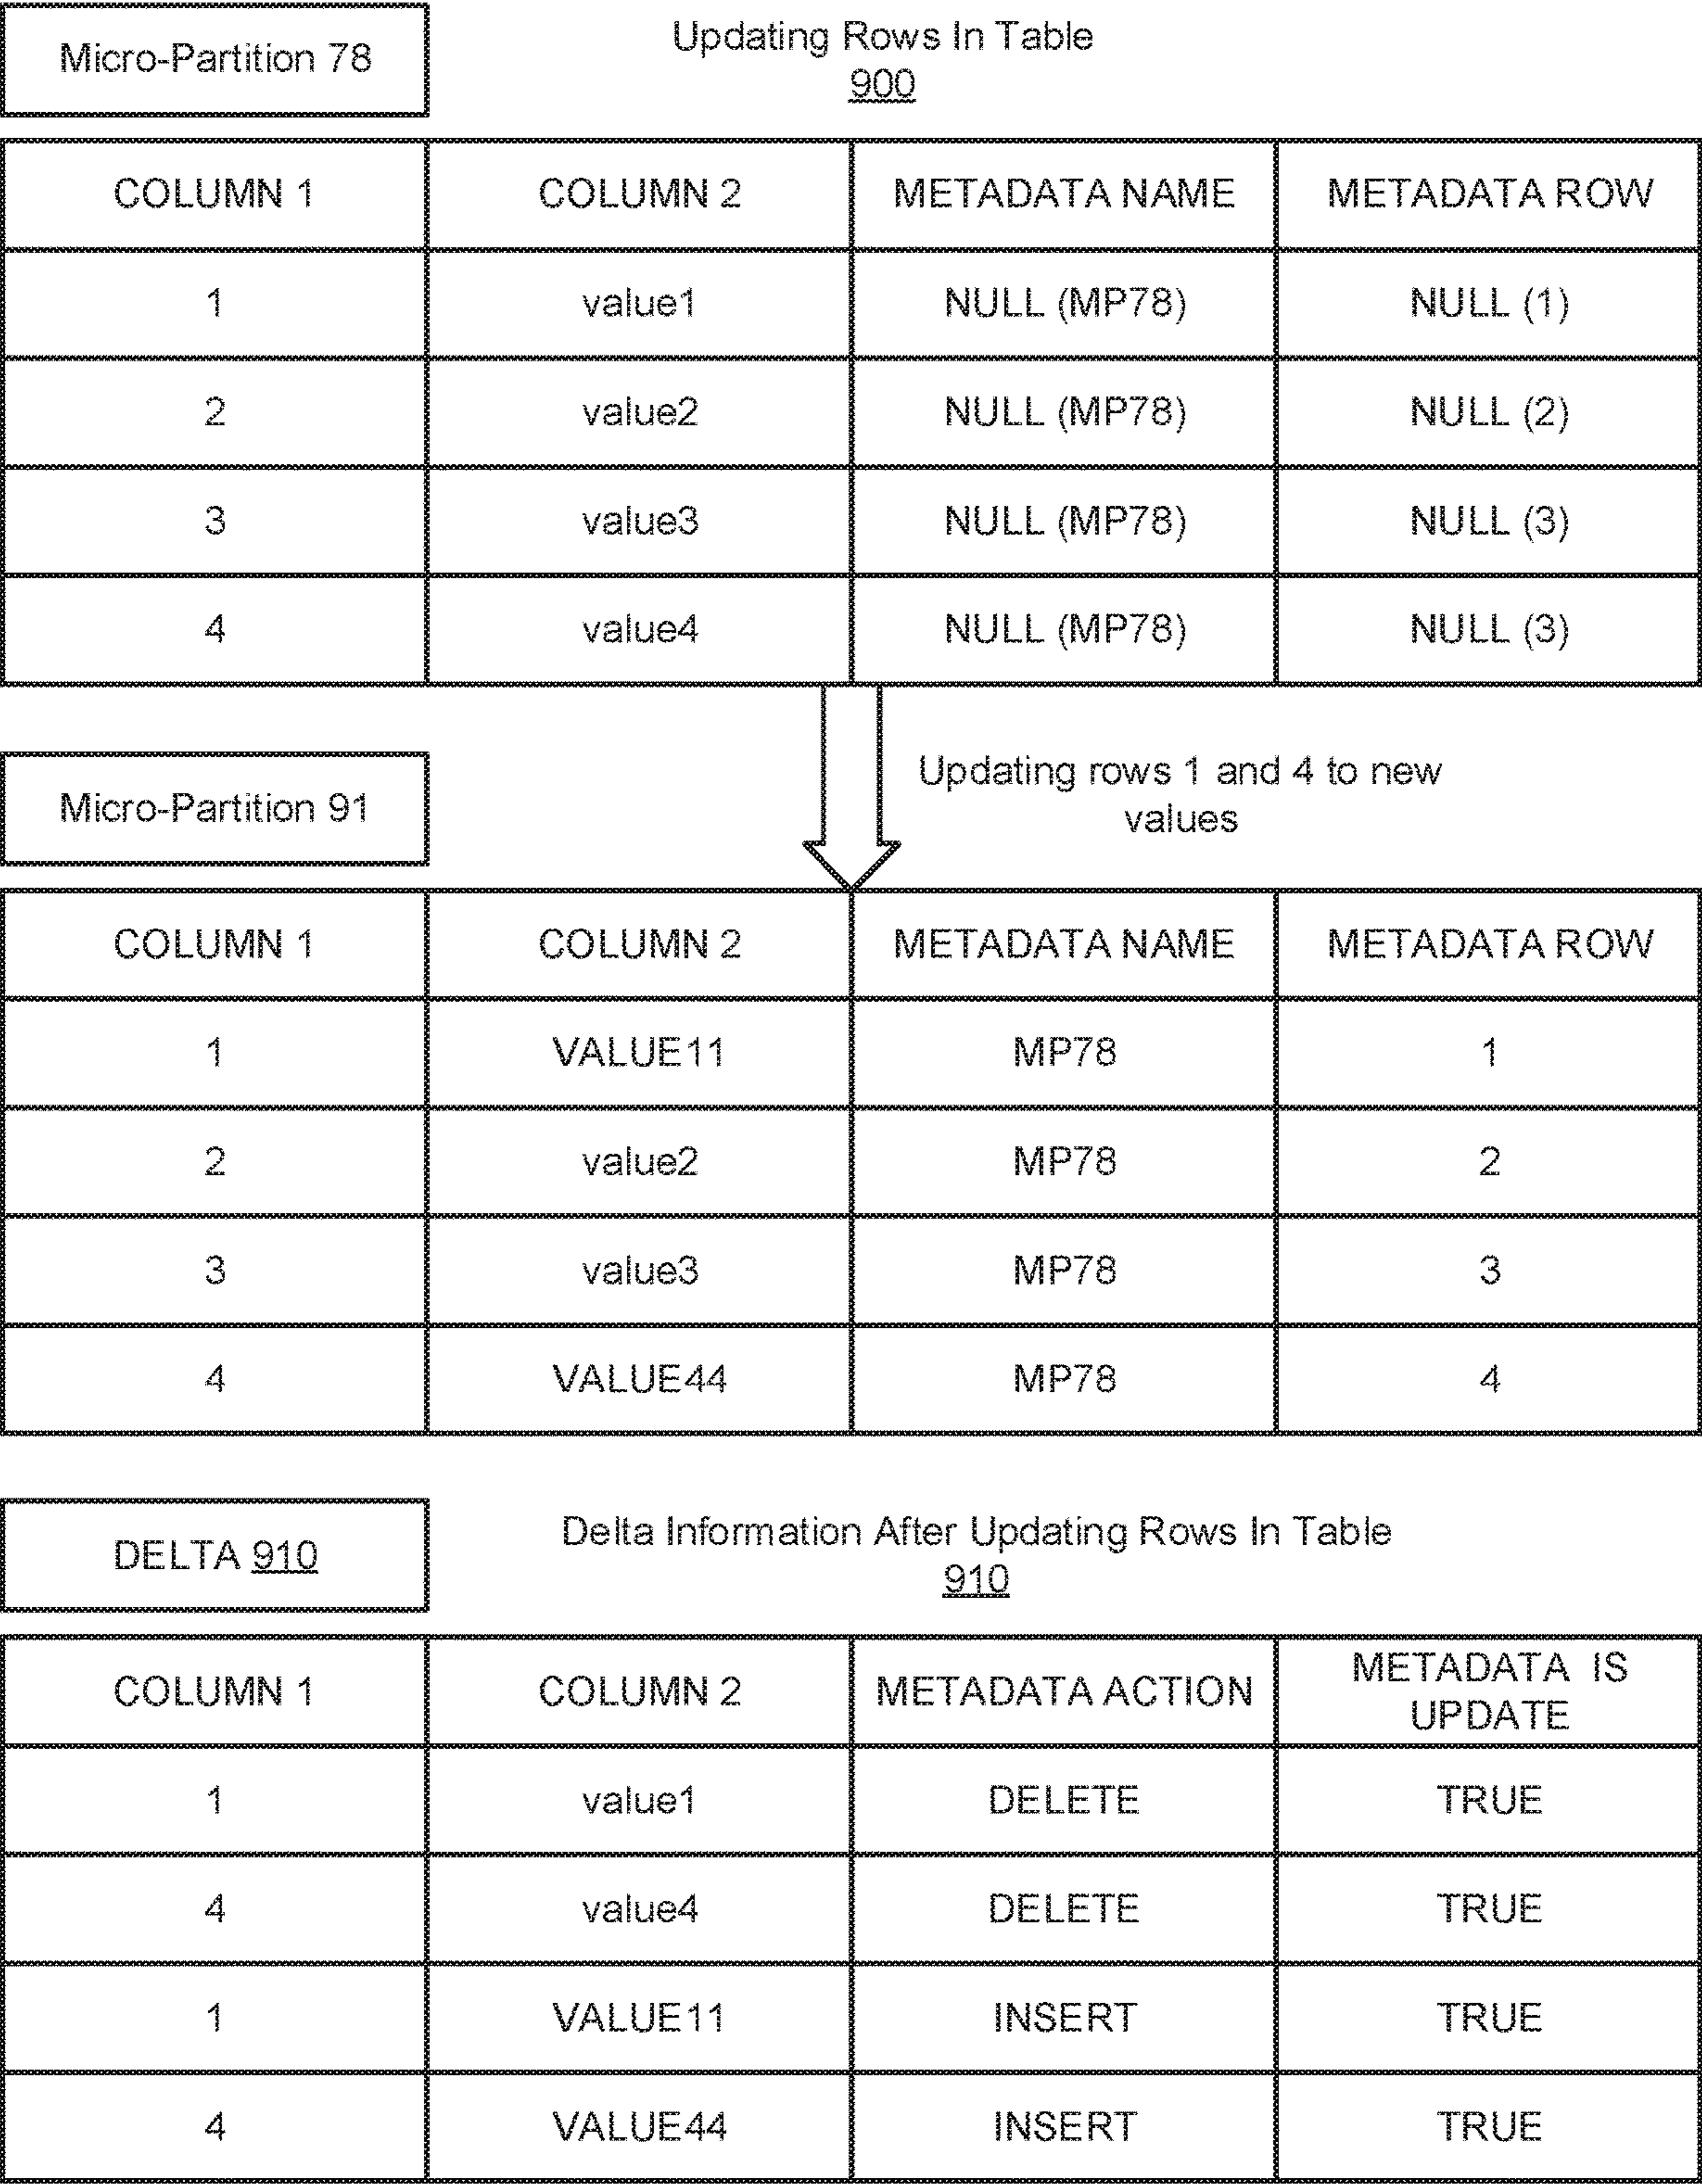 Micro-Partition 78
Updating Rows In Table
900
COLUMN 1 COLUMN 2 METADATA NAME METADATA ROW
1 value1 NULL (MP78) NULL (1)
2 value2 NULL (MP78) NULL (2)
3 value3 NULL (MP78) NULL (3)
4 value4 NULL (MP78) NULL (3)
Updating rows 1 and 4 to new
values
Micro-Partition 91
COLUMN 1 COLUMN 2 METADATA NAME METADATA ROW
1 VALUE11 MP78 1
2 value2 MP78 2
3 value3 MP78 3
4 VALUE44 MP78 4
DELTA 910
Delta Information After Updating Rows In Table
910
COLUMN 1 COLUMN 2 METADATA ACTION METADATA IS
UPDATE
1 value1 DELETE TRUE
4 value4 DELETE TRUE
1 VALUE11 INSERT TRUE
4 VALUE44 INSERT TRUE